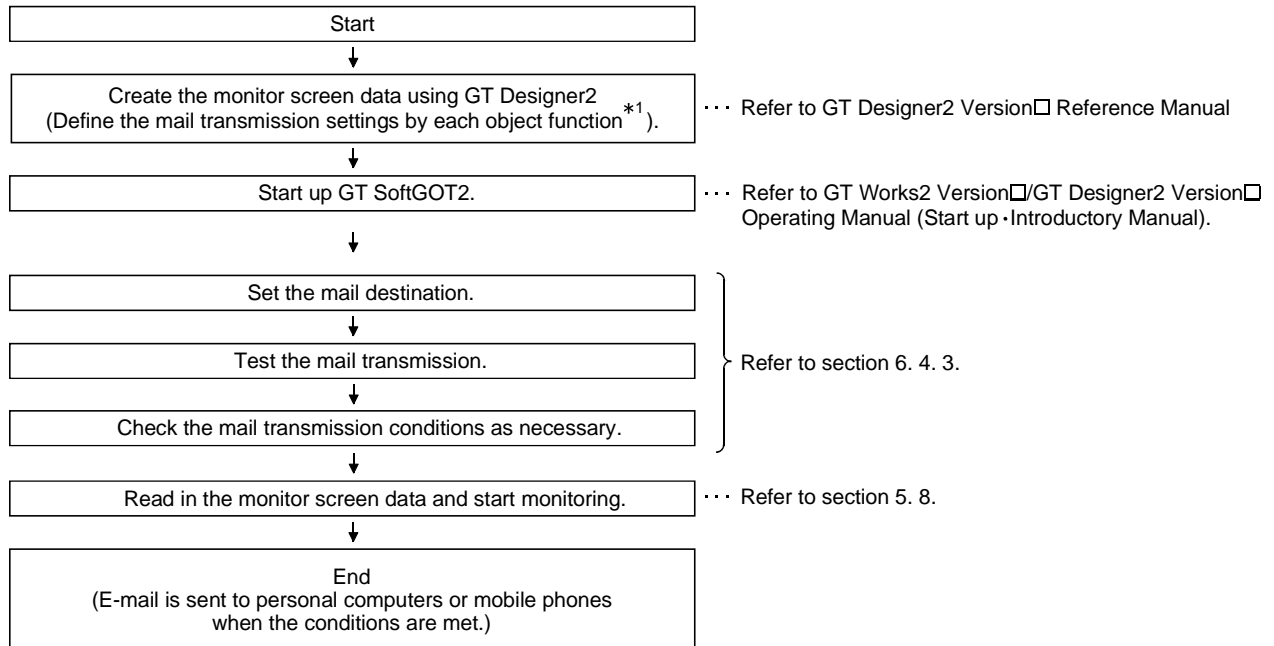 Start
Create the monitor screen data using GT Designer2
(Define the mail transmission settings by each object function*1).
··· Refer to GT Designer2 Version□ Reference Manual
Start up GT SoftGOT2.
··· Refer to GT Works2 Version□/GT Designer2 Version□
Operating Manual (Start up･Introductory Manual).
Set the mail destination.
Test the mail transmission.
Check the mail transmission conditions as necessary.
Refer to section 6. 4. 3.
Read in the monitor screen data and start monitoring.
··· Refer to section 5. 8.
End
(E-mail is sent to personal computers or mobile phones
when the conditions are met.)